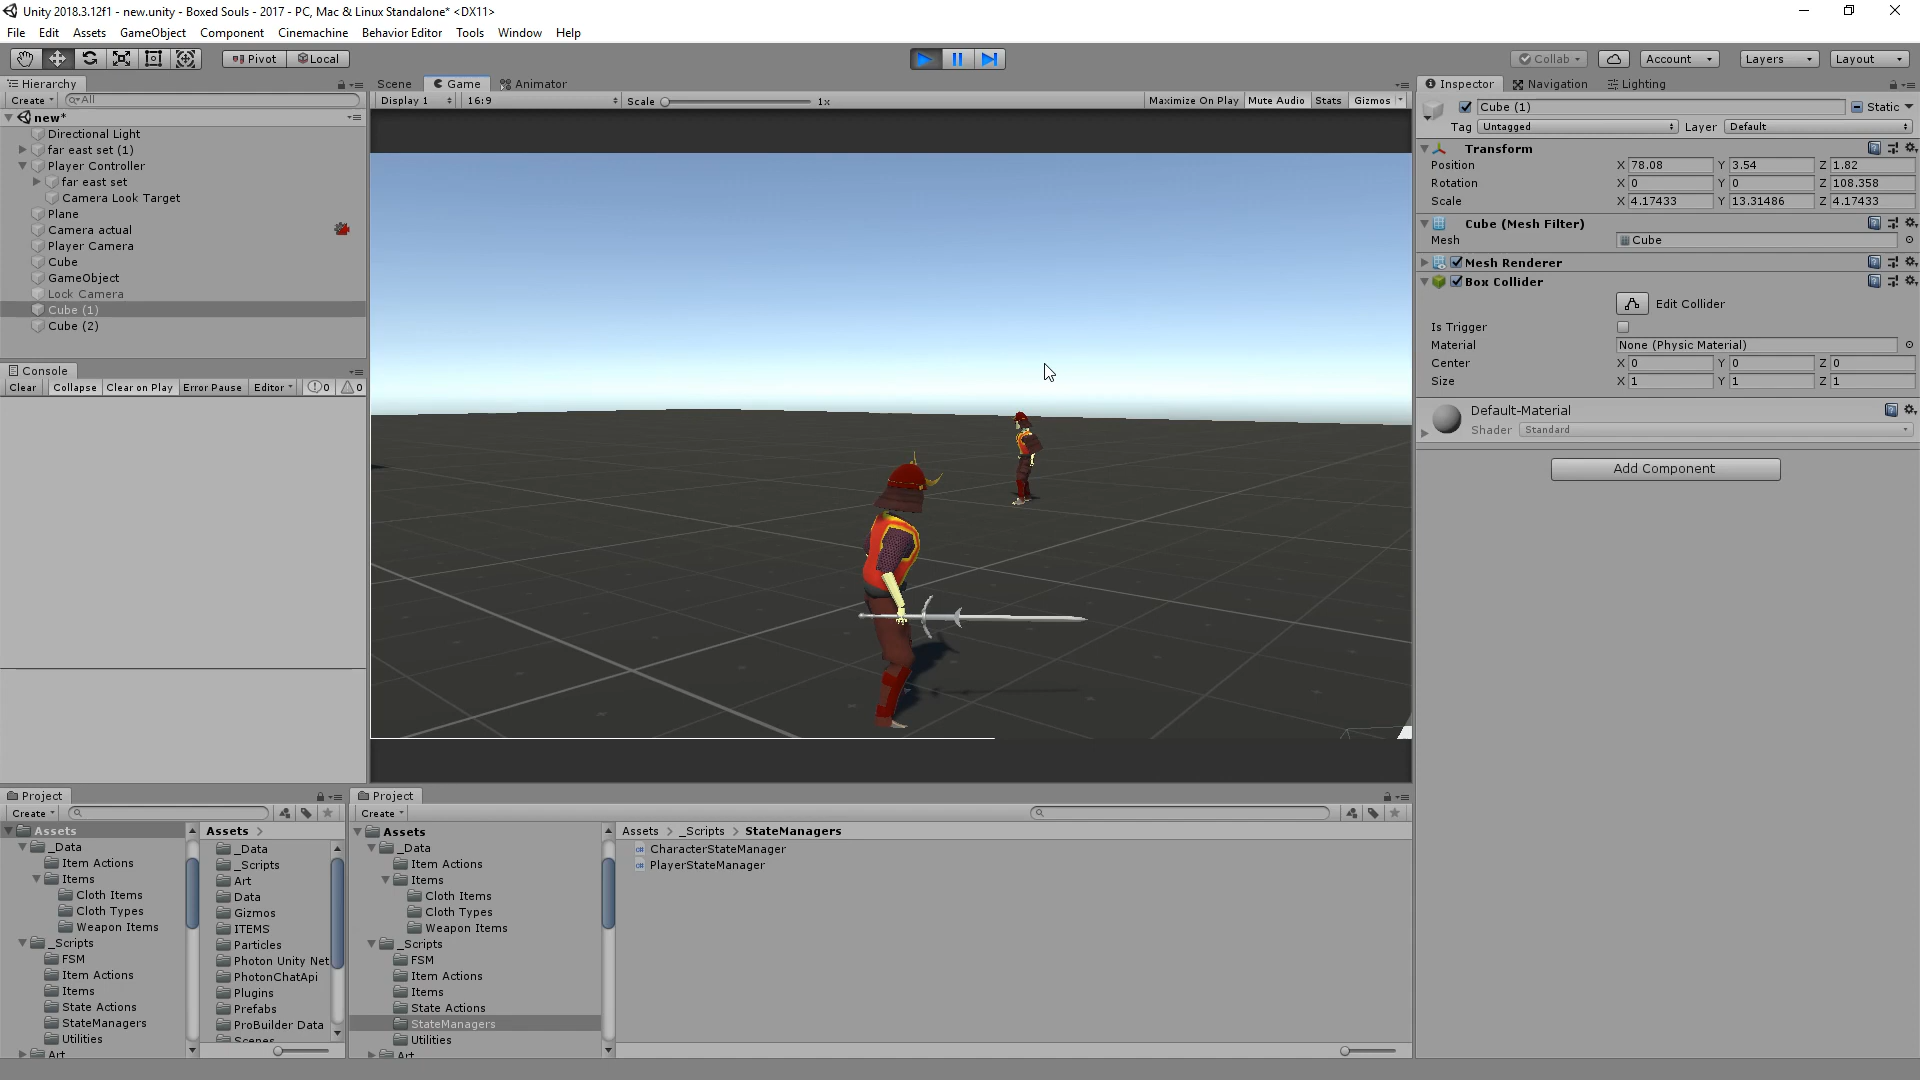 Unity 2018.3.12f1 - new.unity - Boxed Souls - 2017 - PC, Mac & Linux Standalone* <DX11>
File Edit Assets GameObject Component Cinemachine Behavior Editor Tools Window Help
Pivot Local Collab Account Layers Layout
Hierarchy
Create All
new*
Directional Light
far east set (1)
Player Controller
far east set
Camera Look Target
Plane
Camera actual
Player Camera
Cube
GameObject
Lock Camera
Cube (1)
Cube (2)
Console
Clear Collapse Clear on Play Error Pause Editor 0 0
Scene Game Animator
Display 1 16:9 Scale 1x Maximize On Play Mute Audio Stats Gizmos
Inspector Navigation Lighting
Cube (1) Static
Tag Untagged Layer Default
Transform
Position X 78.08 Y 3.54 Z 1.82
Rotation X 0 Y 0 Z 108.358
Scale X 4.17433 Y 13.31486 Z 4.17433
Cube (Mesh Filter)
Mesh Cube
Mesh Renderer
Box Collider
Edit Collider
Is Trigger
Material None (Physic Material)
Center X 0 Y 0 Z 0
Size X 1 Y 1 Z 1
Default-Material
Shader Standard
Add Component
Project
Create
Assets
_Data
Item Actions
Items
Cloth Items
Cloth Types
Weapon Items
_Scripts
FSM
Item Actions
Items
State Actions
StateManagers
Utilities
Art
Assets >
_Data
_Scripts
Art
Data
Gizmos
ITEMS
Particles
Photon Unity Net
PhotonChatApi
Plugins
Prefabs
ProBuilder Data
Scenes
Project
Create
Assets
_Data
Item Actions
Items
Cloth Items
Cloth Types
Weapon Items
_Scripts
FSM
Item Actions
Items
State Actions
StateManagers
Utilities
Art
Assets > _Scripts > StateManagers
CharacterStateManager
PlayerStateManager